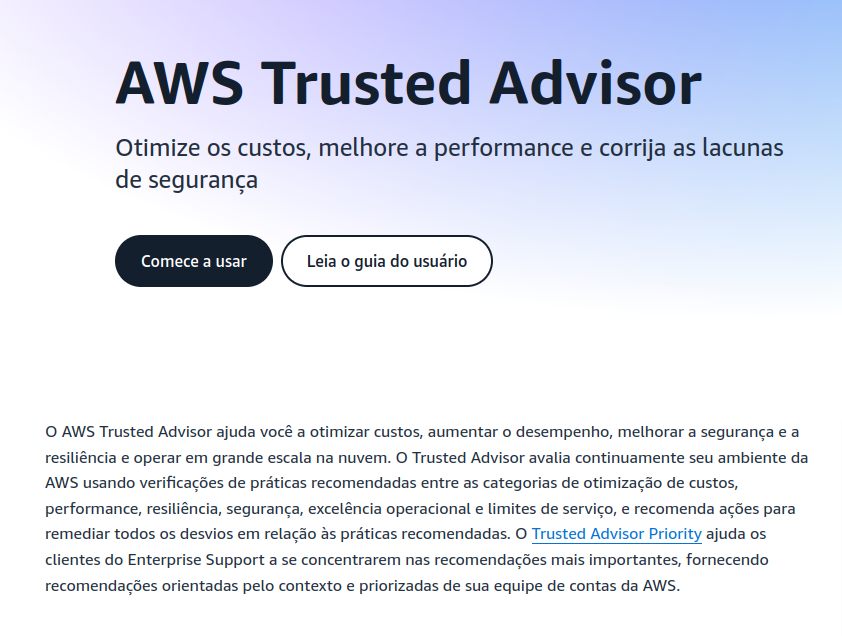 AWS Trusted Advisor
Otimize os custos, melhore a performance e corrija as lacunas
de segurança
Comece a usar
Leia o guia do usuário
O AWS Trusted Advisor ajuda você a otimizar custos, aumentar o desempenho, melhorar a segurança e a
resiliência e operar em grande escala na nuvem. O Trusted Advisor avalia continuamente seu ambiente da
AWS usando verificações de práticas recomendadas entre as categorias de otimização de custos,
performance, resiliência, segurança, excelência operacional e limites de serviço, e recomenda ações para
remediar todos os desvios em relação às práticas recomendadas. O Trusted Advisor Priority ajuda os
clientes do Enterprise Support a se concentrarem nas recomendações mais importantes, fornecendo
recomendações orientadas pelo contexto e priorizadas de sua equipe de contas da AWS.